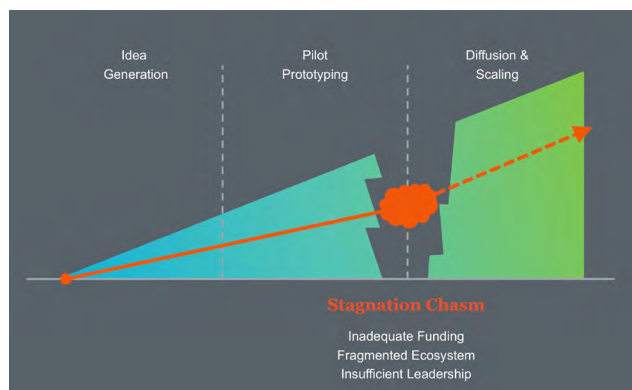 Idea
Generation
Pilot
Prototyping
Diffusion &
Scaling
Stagnation Chasm
Inadequate Funding
Fragmented Ecosystem
Insufficient Leadership